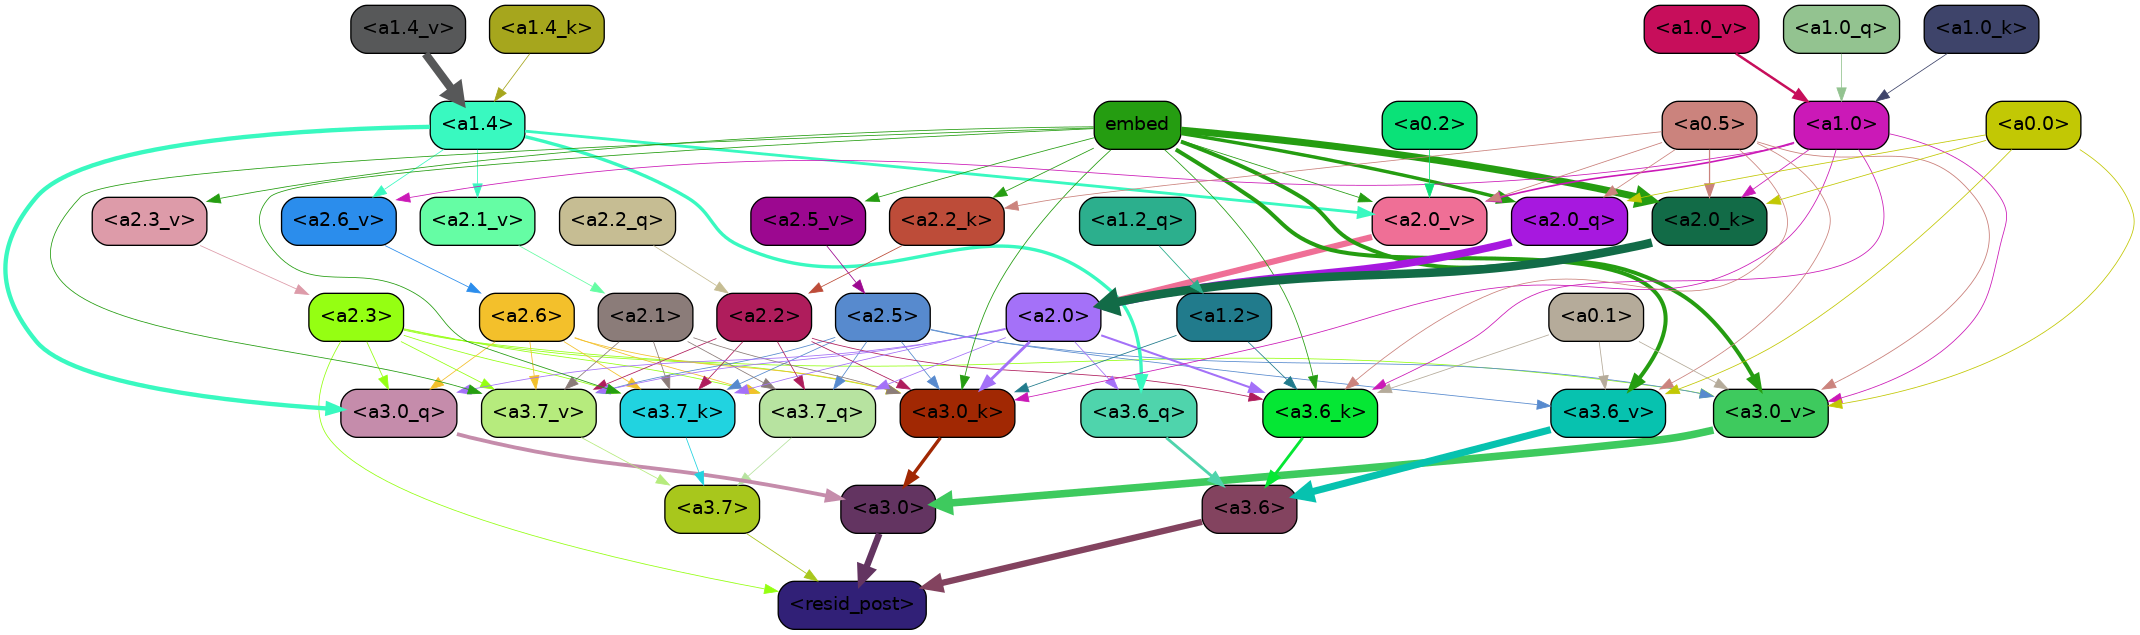 <a1.4_v>
<a1.4_k>
<a1.0_v>
<a1.0_q>
<a1.0_k>
<a1.4>
embed
<a0.2>
<a0.5>
<a1.0>
<a0.0>
<a2.3_v>
<a2.6_v>
<a2.1_v>
<a2.2_q>
<a2.5_v>
<a2.2_k>
<a1.2_q>
<a2.0_v>
<a2.0_q>
<a2.0_k>
<a2.3>
<a2.6>
<a2.1>
<a2.2>
<a2.5>
<a2.0>
<a1.2>
<a0.1>
<a3.0_q>
<a3.7_v>
<a3.7_k>
<a3.7_q>
<a3.0_k>
<a3.6_q>
<a3.6_k>
<a3.6_v>
<a3.0_v>
<a3.7>
<a3.0>
<a3.6>
<resid_post>